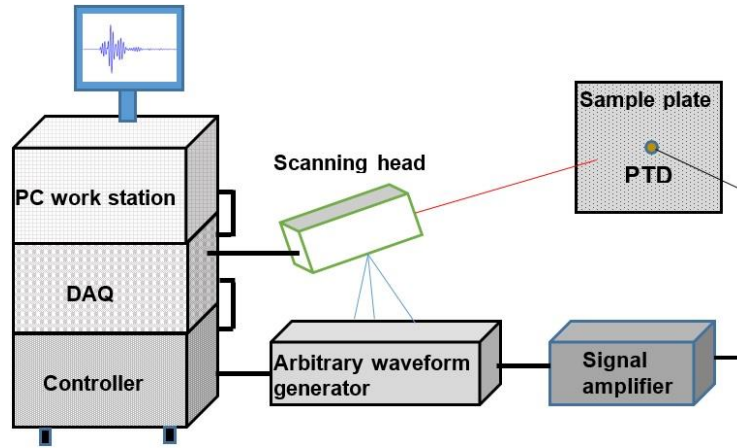 Sample plate
PTD
Scanning head
PC work station
DAQ
Controller
Arbitrary waveform
generator
Signal
amplifier